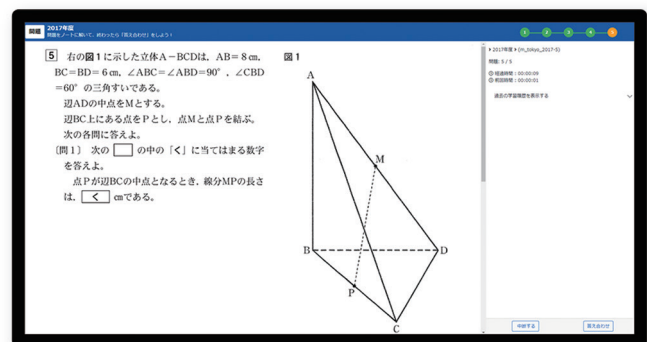 問題
2017年度
問題をノートに解いて、終わったら「答え合わせ」をしよう！
1 2 3 4 5
5 右の図1に示した立体A－BCDは，AB＝8 cm，
BC＝BD＝6 cm，∠ABC＝∠ABD＝90°，∠CBD
＝60° の三角すいである。
辺ADの中点をMとする。
辺BC上にある点をPとし，点Mと点Pを結ぶ。
次の各問に答えよ。
〔問1〕 次の□の中の「く」に当てはまる数字
を答えよ。
点Pが辺BCの中点となるとき，線分MPの長さ
は， く cmである。
図1
A
M
B
D
P
C
2017年度 (m_tokyo_2017-5)
問題: 5 / 5
経過時間：00:00:09
前回時間：00:00:01
過去の学習履歴を表示する
中断する
答え合わせ